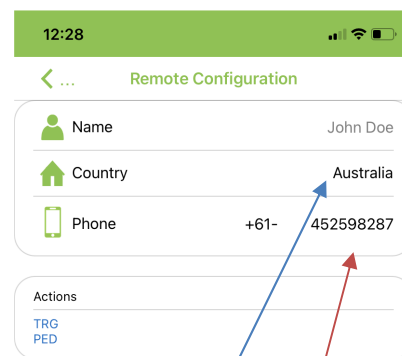 12:28
... Remote Configuration
Name John Doe
Country Australia
Phone +61- 452598287
Actions
TRG
PED